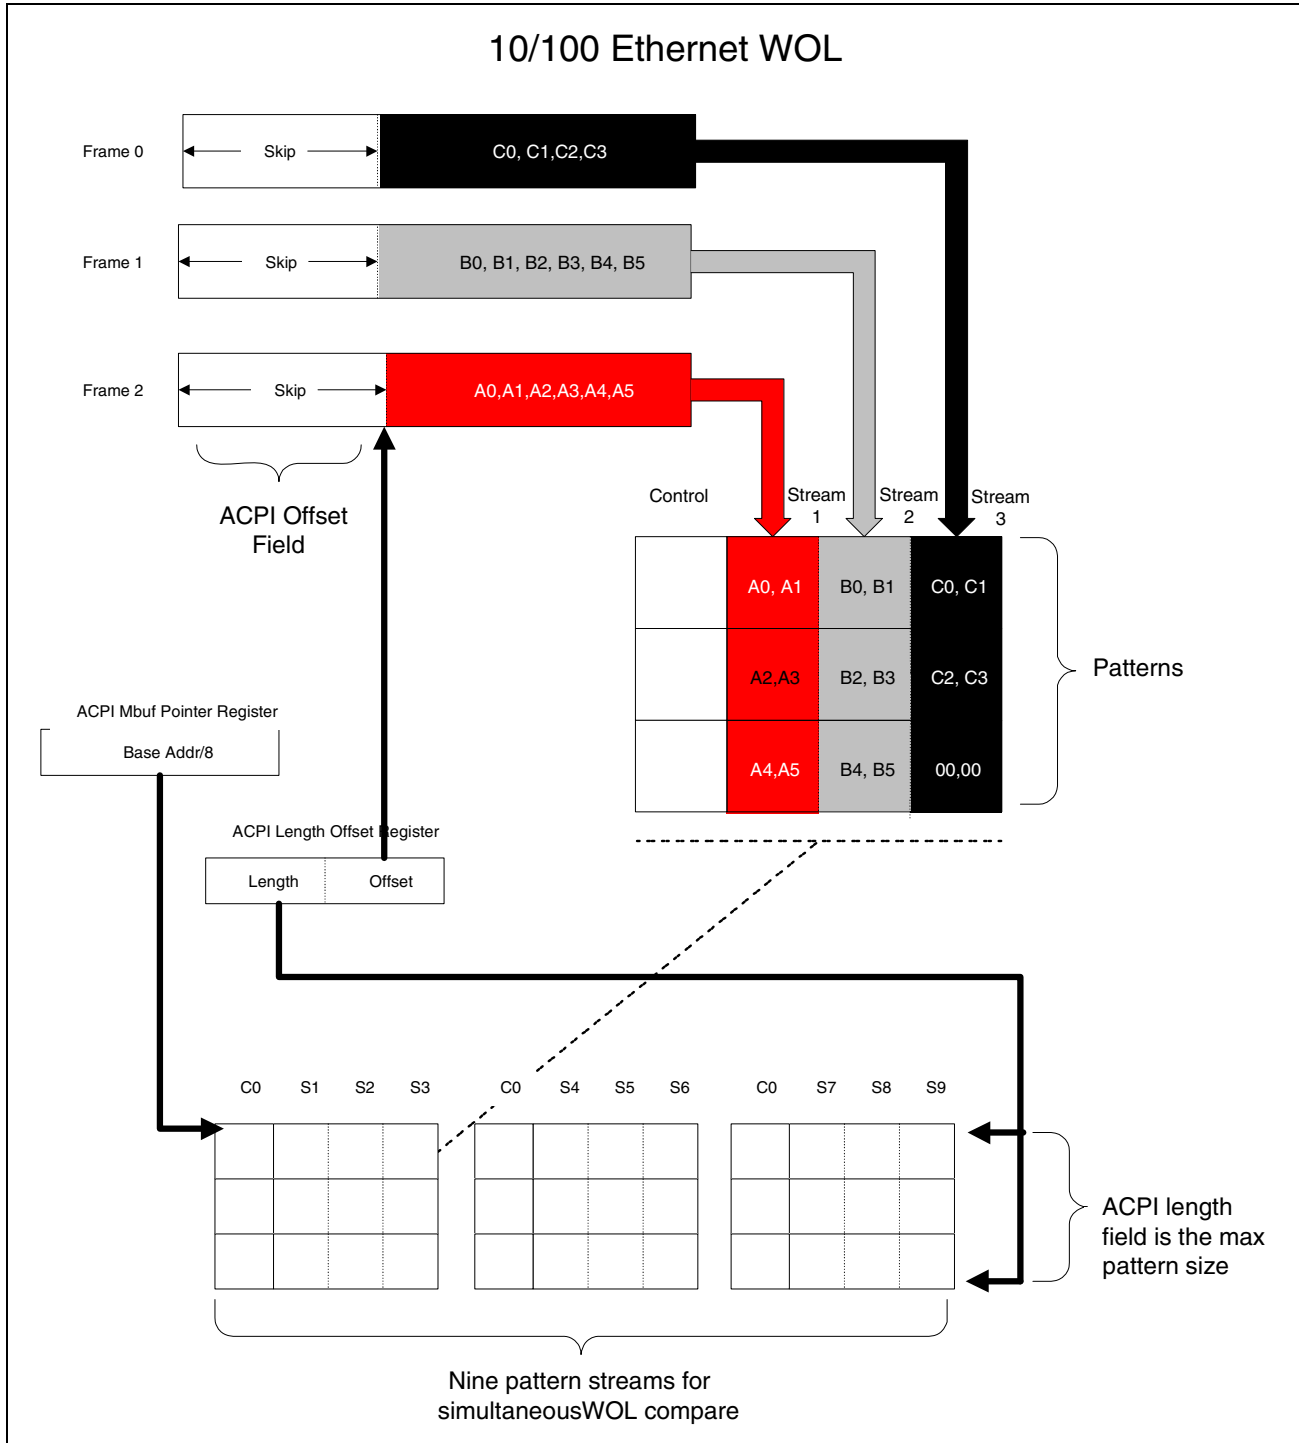 10/100 Ethernet WOL
Frame 0
Skip
C0, C1,C2,C3
Frame 1
Skip
B0, B1, B2, B3, B4, B5
Frame 2
Skip
A0,A1,A2,A3,A4,A5
ACPI Offset
Field
Control
Stream
1
Stream
2
Stream
3
A0, A1
B0, B1
C0, C1
A2,A3
B2, B3
C2, C3
A4,A5
B4, B5
00,00
Patterns
ACPI Mbuf Pointer Register
Base Addr/8
ACPI Length Offset Register
Length
Offset
C0 S1 S2 S3
C0 S4 S5 S6
C0 S7 S8 S9
ACPI length
field is the max
pattern size
Nine pattern streams for
simultaneousWOL compare